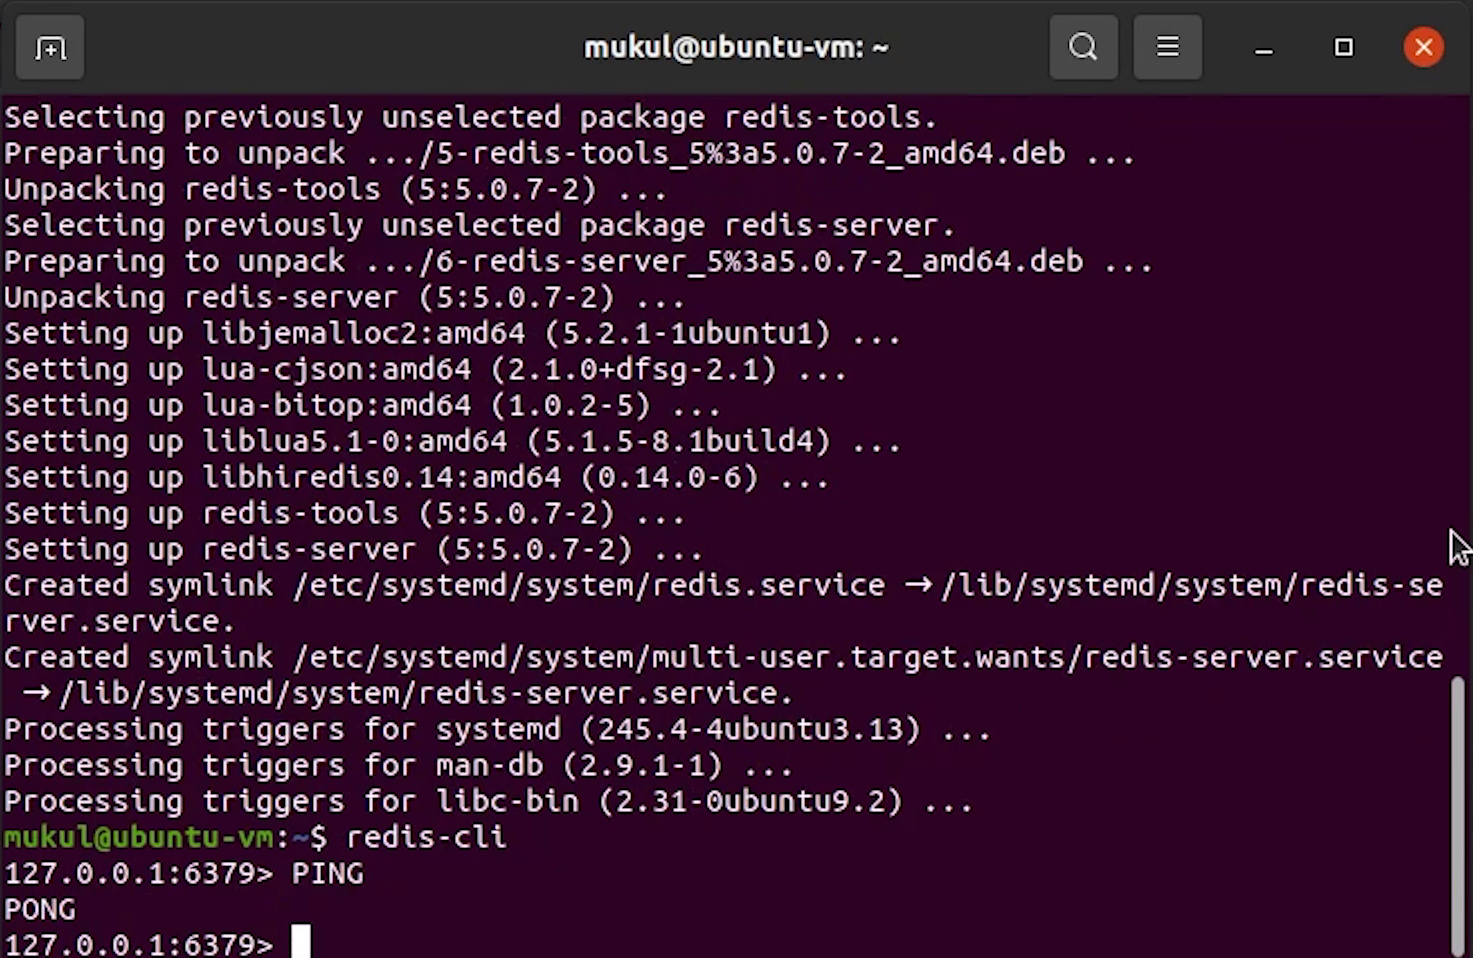 mukul@ubuntu-vm: ~
Selecting previously unselected package redis-tools.
Preparing to unpack .../5-redis-tools_5%3a5.0.7-2_amd64.deb ...
Unpacking redis-tools (5:5.0.7-2) ...
Selecting previously unselected package redis-server.
Preparing to unpack .../6-redis-server_5%3a5.0.7-2_amd64.deb ...
Unpacking redis-server (5:5.0.7-2) ...
Setting up libjemalloc2:amd64 (5.2.1-1ubuntu1) ...
Setting up lua-cjson:amd64 (2.1.0+dfsg-2.1) ...
Setting up lua-bitop:amd64 (1.0.2-5) ...
Setting up liblua5.1-0:amd64 (5.1.5-8.1build4) ...
Setting up libhiredis0.14:amd64 (0.14.0-6) ...
Setting up redis-tools (5:5.0.7-2) ...
Setting up redis-server (5:5.0.7-2) ...
Created symlink /etc/systemd/system/redis.service → /lib/systemd/system/redis-se
rver.service.
Created symlink /etc/systemd/system/multi-user.target.wants/redis-server.service
 → /lib/systemd/system/redis-server.service.
Processing triggers for systemd (245.4-4ubuntu3.13) ...
Processing triggers for man-db (2.9.1-1) ...
Processing triggers for libc-bin (2.31-0ubuntu9.2) ...
mukul@ubuntu-vm:~$ redis-cli
127.0.0.1:6379> PING
PONG
127.0.0.1:6379>